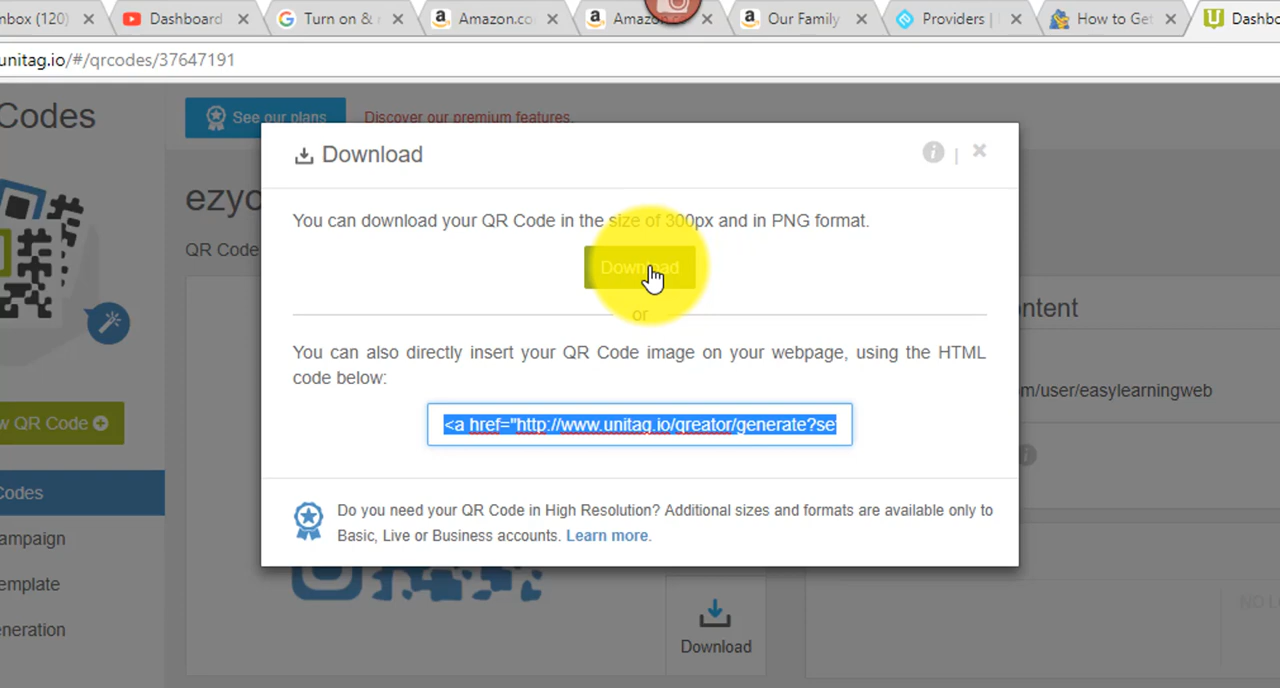 nbox (120)
Dashboard
Turn on &
Amazon.co
Amazon.c
Our Family
Providers |
How to Get
Dashbo
unitag.io/#/qrcodes/37647191
Codes
See our plans
Discover our premium features.
Download
ezyc
You can download your QR Code in the size of 300px and in PNG format.
QR Code
Download
or
ontent
You can also directly insert your QR Code image on your webpage, using the HTML
code below:
m/user/easylearningweb
w QR Code
<a href="http://www.unitag.io/qreator/generate?se
Codes
Do you need your QR Code in High Resolution? Additional sizes and formats are available only to
Basic, Live or Business accounts. Learn more.
ampaign
emplate
neration
NO
Download